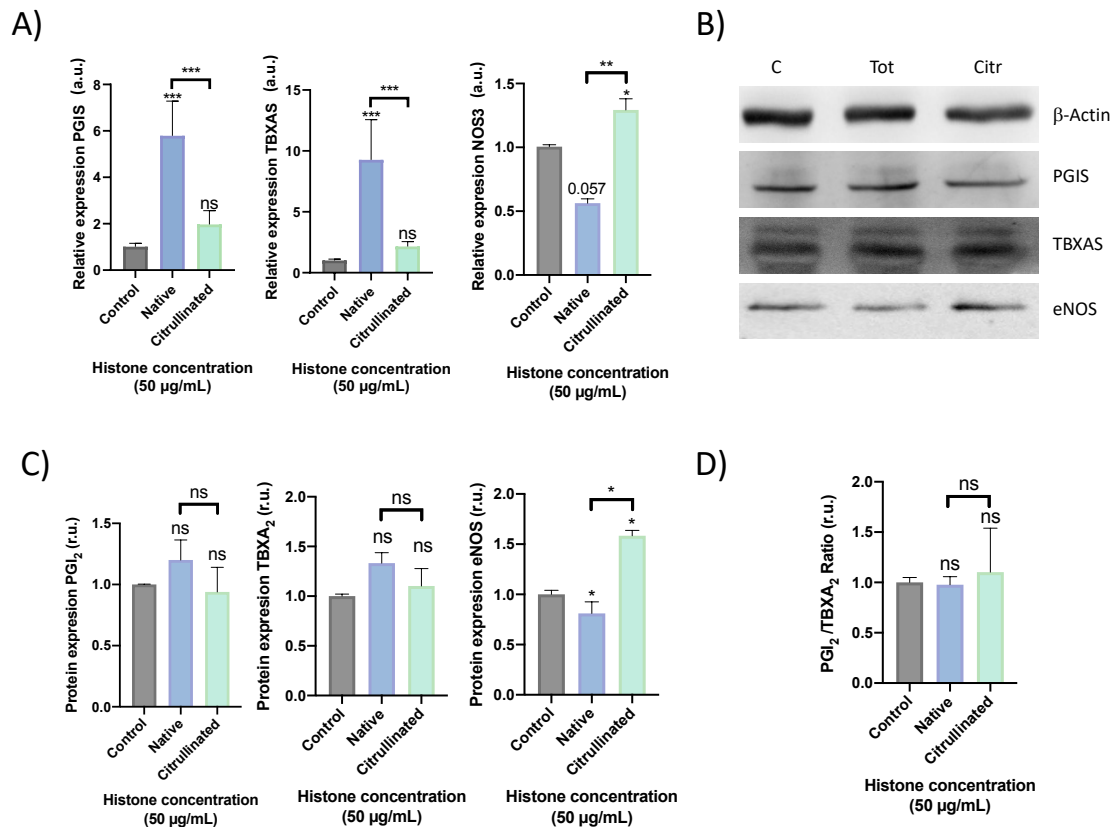 A)
Relative expression PGIS (a.u.)
8
6
4
2
0
***
***
ns
Control
Native
Citrullinated
Histone concentration
(50 µg/mL)
Relative expression TBXAS (a.u.)
15
10
5
0
***
***
ns
Control
Native
Citrullinated
Histone concentration
(50 µg/mL)
Relative expression NOS3 (a.u.)
1.5
1.0
0.5
0.0
**
*
0.057
Control
Native
Citrullinated
Histone concentration
(50 µg/mL)
B)
C Tot Citr
β-Actin
PGIS
TBXAS
eNOS
C)
Protein expresion PGI₂ (r.u.)
1.5
1.0
0.5
0.0
ns
ns
ns
Control
Native
Citrullinated
Histone concentration
(50 µg/mL)
Protein expression TBXA₂ (r.u.)
2.0
1.5
1.0
0.5
0.0
ns
ns
ns
Control
Native
Citrullinated
Histone concentration
(50 µg/mL)
Protein expression eNOS (r.u.)
2.0
1.5
1.0
0.5
0.0
*
*
*
Control
Native
Citrullinated
Histone concentration
(50 µg/mL)
D)
PGI₂ /TBXA₂ Ratio (r.u.)
2.0
1.5
1.0
0.5
0.0
ns
ns
ns
Control
Native
Citrullinated
Histone concentration
(50 µg/mL)